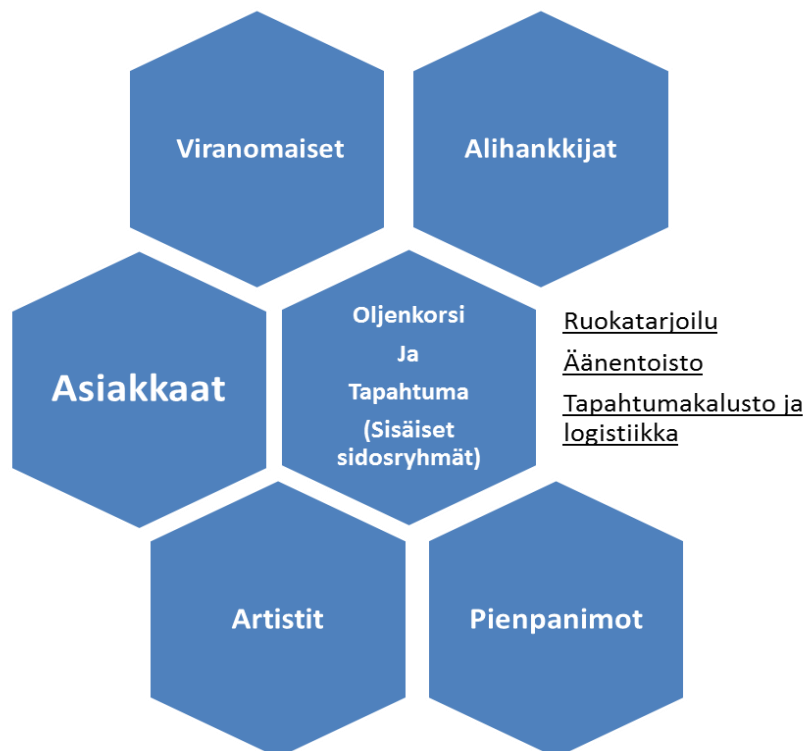 Viranomaiset
Alihankkijat
Asiakkaat
Oljenkorsi
Ja
Tapahtuma
(Sisäiset
sidosryhmät)
Ruokatarjoilu
Äänentoisto
Tapahtumakalusto ja
logistiikka
Artistit
Pienpanimot